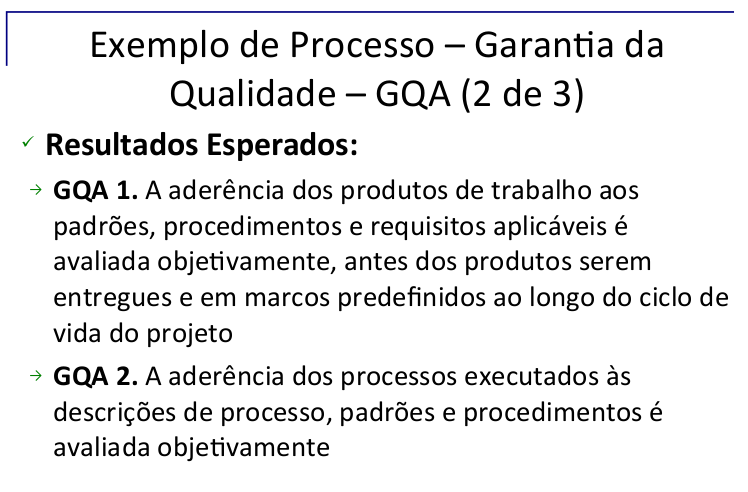 Exemplo de Processo – Garantia da
Qualidade – GQA (2 de 3)
✓ Resultados Esperados:
→ GQA 1. A aderência dos produtos de trabalho aos
padrões, procedimentos e requisitos aplicáveis é
avaliada objetivamente, antes dos produtos serem
entregues e em marcos predefinidos ao longo do ciclo de
vida do projeto
→ GQA 2. A aderência dos processos executados às
descrições de processo, padrões e procedimentos é
avaliada objetivamente